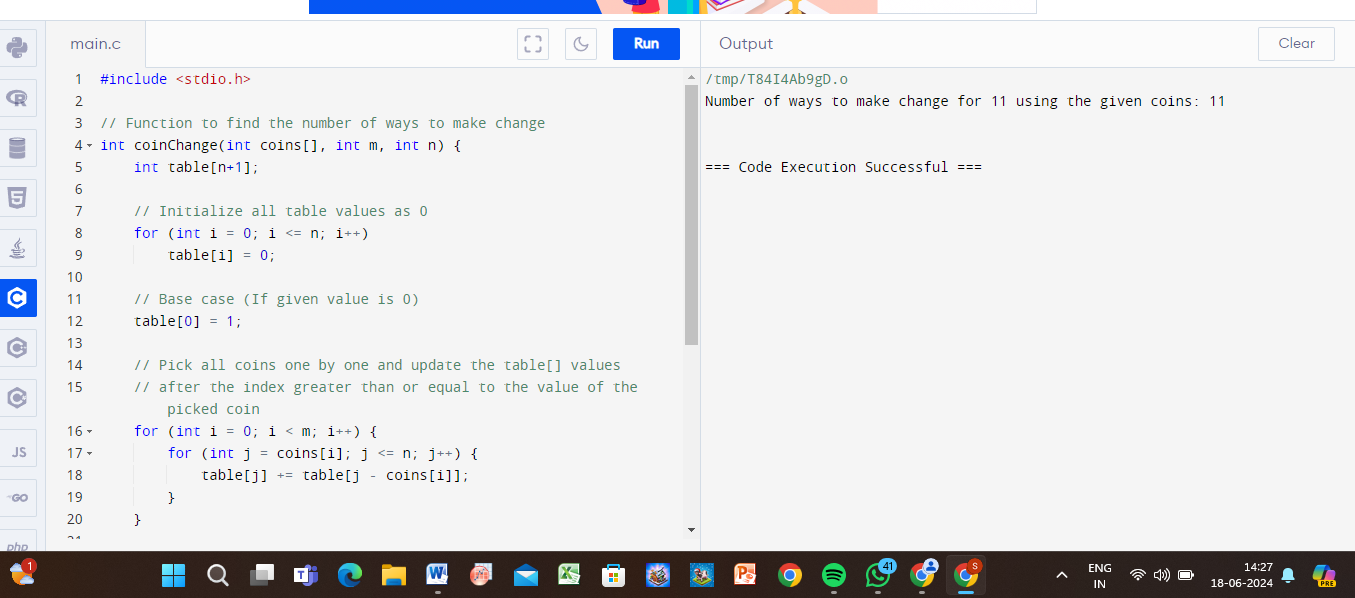 main.c
Run
Output
Clear
1 #include <stdio.h>
2
3 // Function to find the number of ways to make change
4 int coinChange(int coins[], int m, int n) {
5 int table[n+1];
6
7 // Initialize all table values as 0
8 for (int i = 0; i <= n; i++)
9 table[i] = 0;
10
11 // Base case (If given value is 0)
12 table[0] = 1;
13
14 // Pick all coins one by one and update the table[] values
15 // after the index greater than or equal to the value of the
picked coin
16 for (int i = 0; i < m; i++) {
17 for (int j = coins[i]; j <= n; j++) {
18 table[j] += table[j - coins[i]];
19 }
20 }
21
/tmp/T84I4Ab9gD.o
Number of ways to make change for 11 using the given coins: 11
=== Code Execution Successful ===
R
5
C
C
C
JS
GO
php
1
T
W
P
41
S
ENG
IN
14:27
18-06-2024
PRE